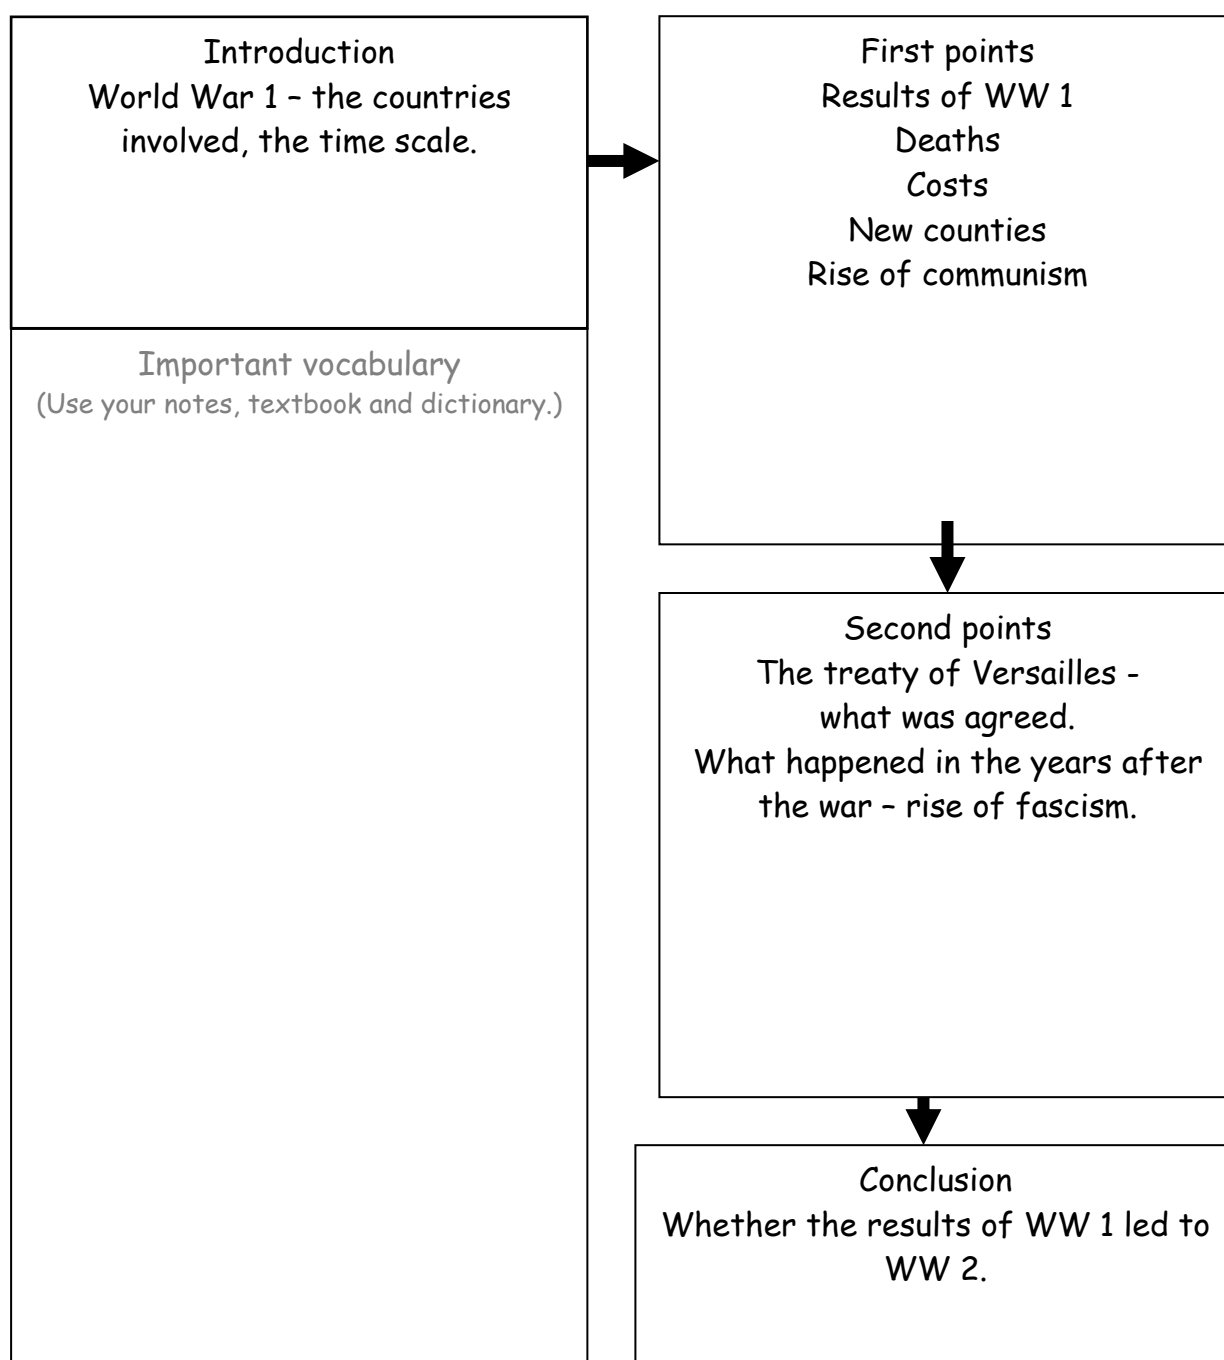 Introduction
World War 1 – the countries
involved, the time scale.
Important vocabulary
(Use your notes, textbook and dictionary.)
First points
Results of WW 1
Deaths
Costs
New counties
Rise of communism
Second points
The treaty of Versailles -
what was agreed.
What happened in the years after
the war – rise of fascism.
Conclusion
Whether the results of WW 1 led to
WW 2.